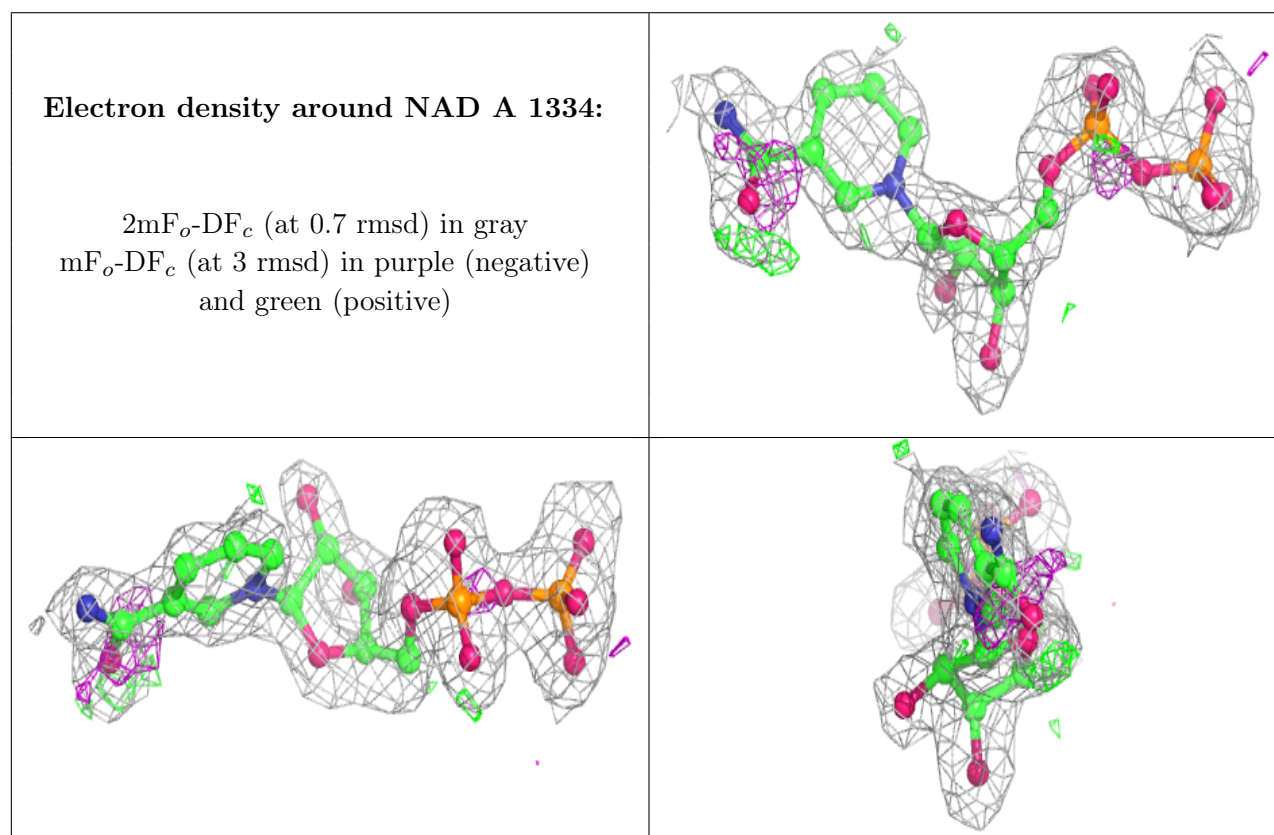 Electron density around NAD A 1334:
2mFₒ-DF𝒸 (at 0.7 rmsd) in gray
mFₒ-DF𝒸 (at 3 rmsd) in purple (negative)
and green (positive)